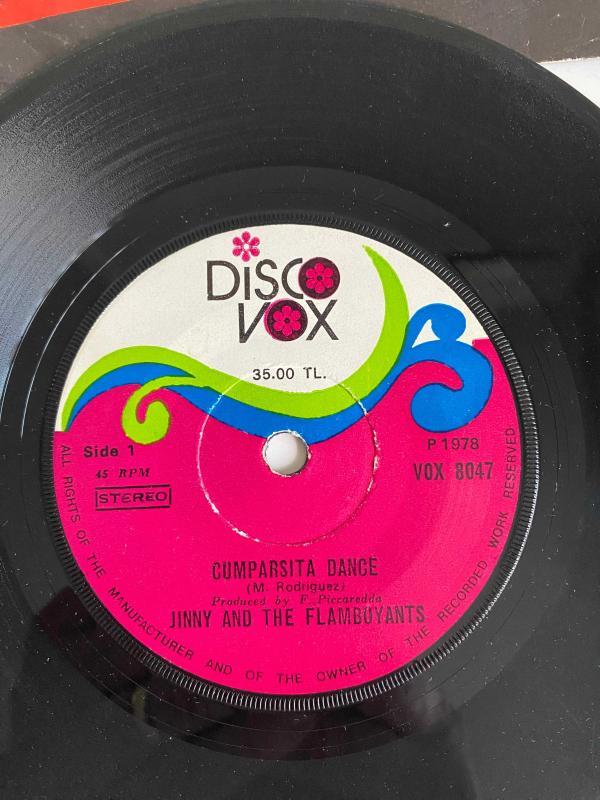 DISCO
VOX
35.00 TL.
Side 1
45 RPM
STEREO
P 1978
VOX 8047
CUMPARSITA DANCE
(M. Rodriguez)
Produced by F. Piccaredda
JINNY AND THE FLAMBUYANTS
ALL RIGHTS OF THE MANUFACTURER AND OF THE OWNER OF THE RECORDED WORK RESERVED